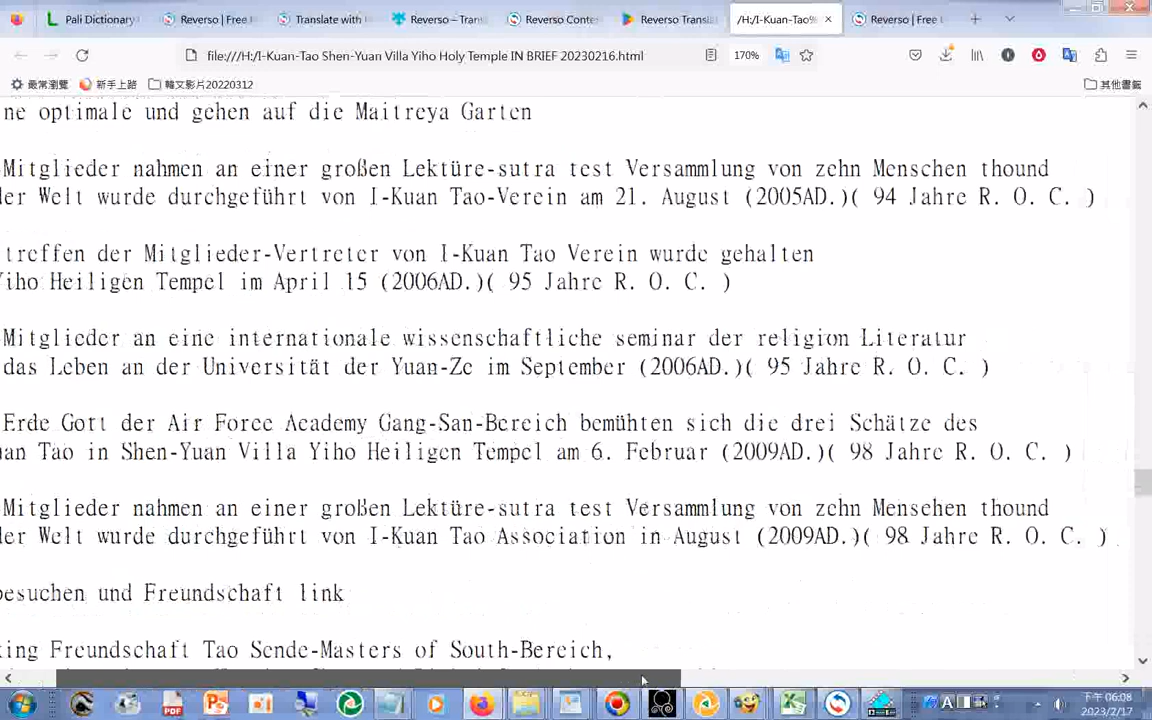 Pali Dictionary
Reverso | Free
Translate with
Reverso – Trans
Reverso Conte
Reverso Transla
/H:/I-Kuan-Tao%
Reverso | Free
file:///H:/I-Kuan-Tao Shen-Yuan Villa Yiho Holy Temple IN BRIEF 20230216.html
170%
最常瀏覽
新手上路
韓文影片20220312
其他書籤
ne optimale und gehen auf die Maitreya Garten
Mitglieder nahmen an einer großen Lektüre-sutra test Versammlung von zehn Menschen thound
der Welt wurde durchgeführt von I-Kuan Tao-Verein am 21. August (2005AD.)( 94 Jahre R. O. C. )
treffen der Mitglieder-Vertreter von I-Kuan Tao Verein wurde gehalten
Yiho Heiligen Tempel im April 15 (2006AD.)( 95 Jahre R. O. C. )
Mitglieder an eine internationale wissenschaftliche seminar der religion Literatur
das Leben an der Universität der Yuan-Ze im September (2006AD.)( 95 Jahre R. O. C. )
Erde Gott der Air Force Academy Gang-San-Bereich bemühten sich die drei Schätze des
uan Tao in Shen-Yuan Villa Yiho Heiligen Tempel am 6. Februar (2009AD.)( 98 Jahre R. O. C. )
Mitglieder nahmen an einer großen Lektüre-sutra test Versammlung von zehn Menschen thound
der Welt wurde durchgeführt von I-Kuan Tao Association in August (2009AD.)( 98 Jahre R. O. C. )
besuchen und Freundschaft link
king Freundschaft Tao Sende-Masters of South-Bereich,
下午 06:08
2023/2/17